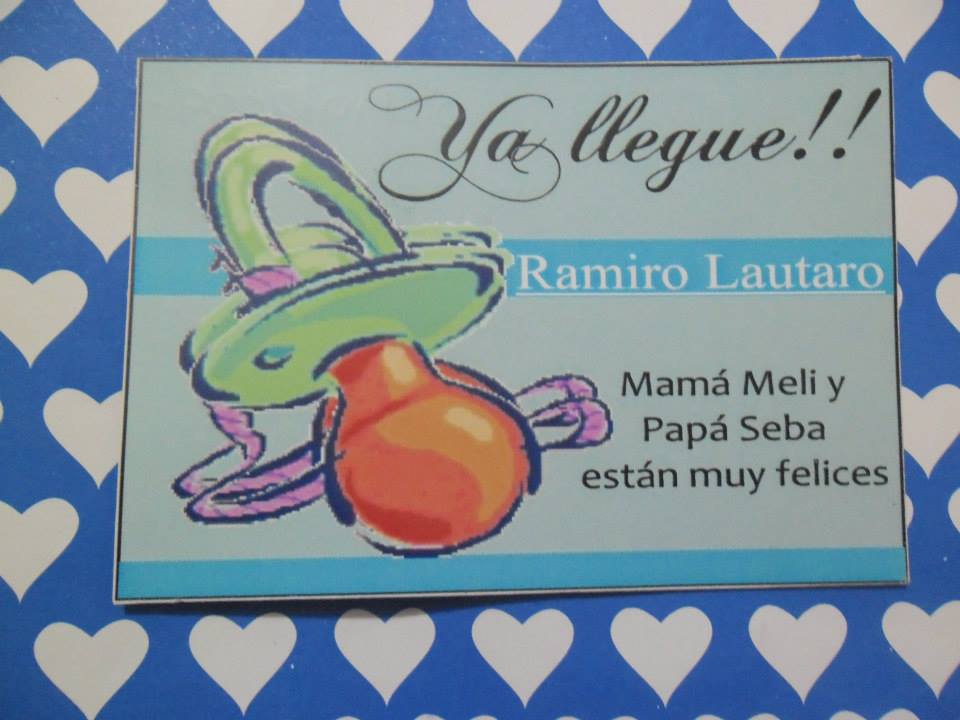 Ya llegue!!
Ramiro Lautaro
Mamá Meli y
Papá Seba
están muy felices